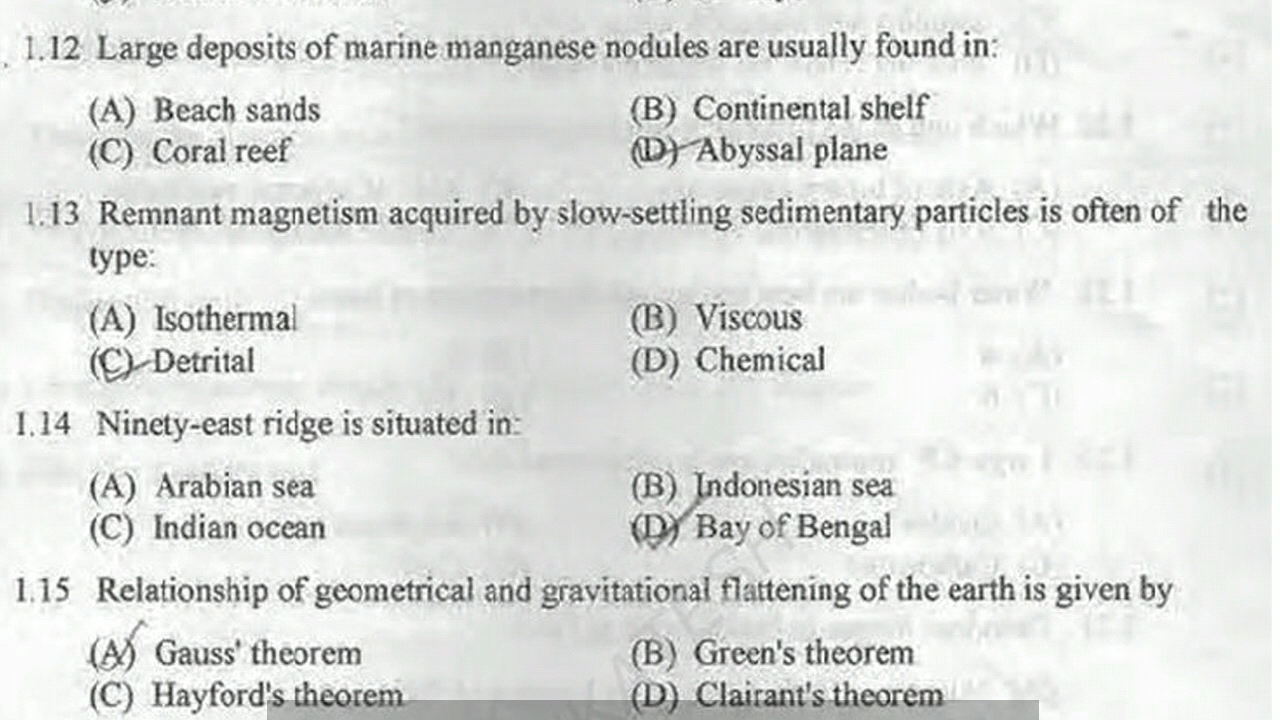 1.12 Large deposits of marine manganese nodules are usually found in:
(A) Beach sands (B) Continental shelf
(C) Coral reef (D) Abyssal plane
1.13 Remnant magnetism acquired by slow-settling sedimentary particles is often of the
type:
(A) Isothermal (B) Viscous
(C) Detrital (D) Chemical
1.14 Ninety-east ridge is situated in:
(A) Arabian sea (B) Indonesian sea
(C) Indian ocean (D) Bay of Bengal
1.15 Relationship of geometrical and gravitational flattening of the earth is given by
(A) Gauss' theorem (B) Green's theorem
(C) Hayford's theorem (D) Clairant's theorem